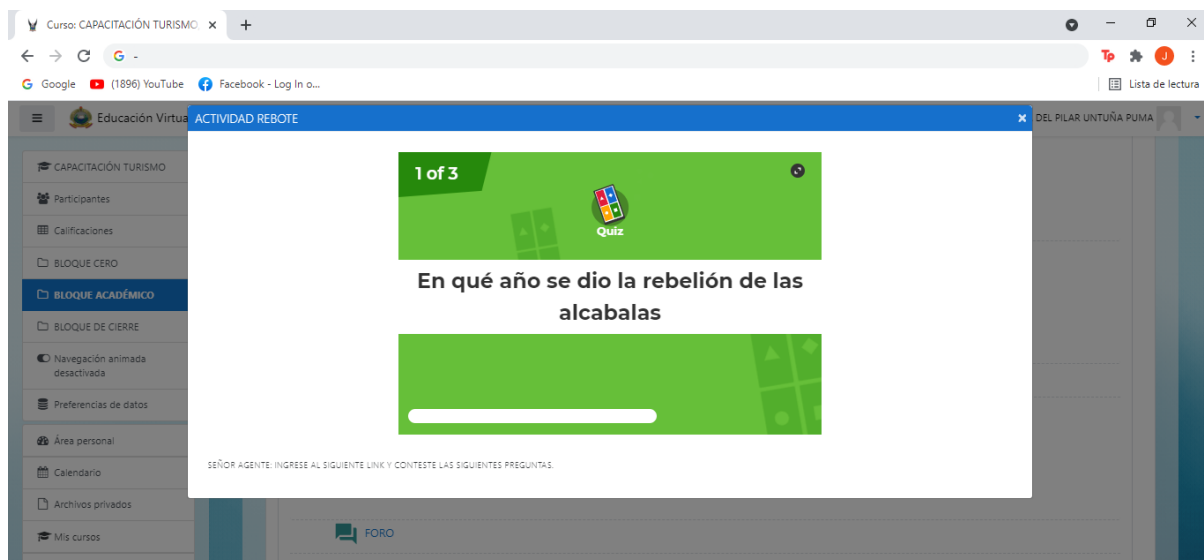 Curso: CAPACITACIÓN TURISMO
G -
Tp
J
Google
(1896) YouTube
Facebook - Log In o...
Lista de lectura
Educación Virtua
ACTIVIDAD REBOTE
DEL PILAR UNTUÑA PUMA
CAPACITACIÓN TURISMO
Participantes
Calificaciones
BLOQUE CERO
BLOQUE ACADÉMICO
BLOQUE DE CIERRE
Navegación animada
desactivada
Preferencias de datos
Área personal
Calendario
Archivos privados
Mis cursos
1 of 3
Quiz
En qué año se dio la rebelión de las
alcabalas
SEÑOR AGENTE: INGRESE AL SIGUIENTE LINK Y CONTESTE LAS SIGUIENTES PREGUNTAS.
FORO